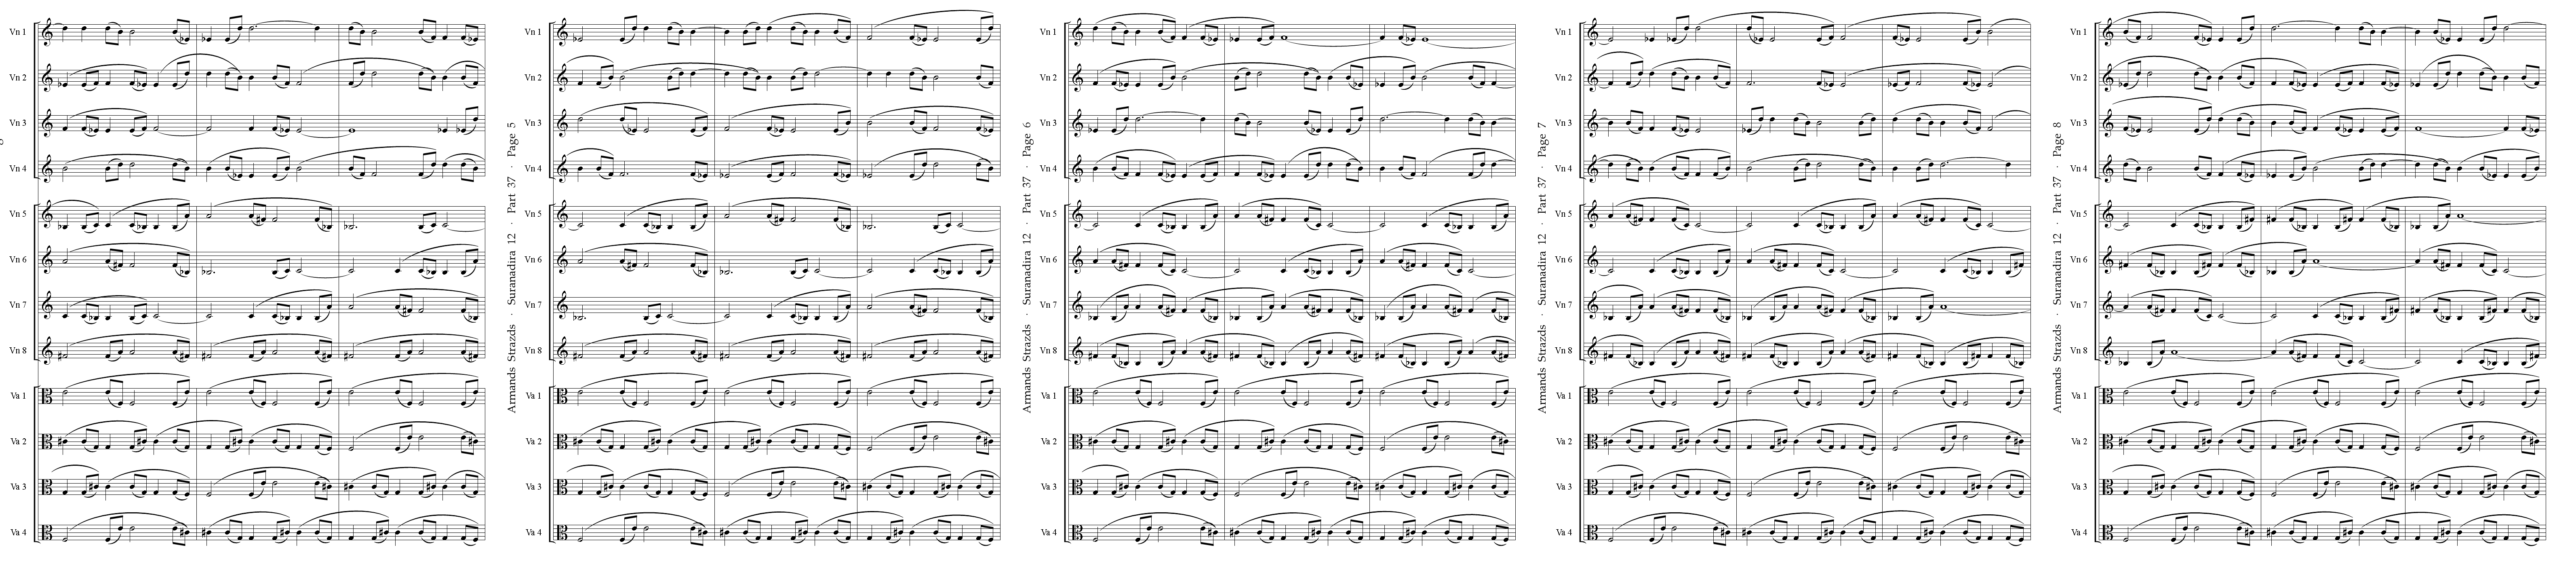 Vn 1
Vn 2
Vn 3
Vn 4
Vn 5
Vn 6
Vn 7
Vn 8
Va 1
Va 2
Va 3
Va 4
Armands Strazds · Suranadira 12 · Part 37 · Page 5
Vn 1
Vn 2
Vn 3
Vn 4
Vn 5
Vn 6
Vn 7
Vn 8
Va 1
Va 2
Va 3
Va 4
Armands Strazds · Suranadira 12 · Part 37 · Page 6
Vn 1
Vn 2
Vn 3
Vn 4
Vn 5
Vn 6
Vn 7
Vn 8
Va 1
Va 2
Va 3
Va 4
Armands Strazds · Suranadira 12 · Part 37 · Page 7
Vn 1
Vn 2
Vn 3
Vn 4
Vn 5
Vn 6
Vn 7
Vn 8
Va 1
Va 2
Va 3
Va 4
Armands Strazds · Suranadira 12 · Part 37 · Page 8
Vn 1
Vn 2
Vn 3
Vn 4
Vn 5
Vn 6
Vn 7
Vn 8
Va 1
Va 2
Va 3
Va 4